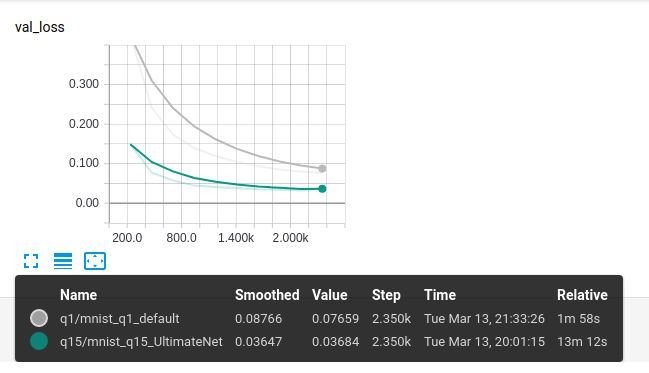 val_loss
0.300
0.200
0.100
0.00
200.0 800.0 1.400k 2.000k
Name Smoothed Value Step Time Relative
q1/mnist_q1_default 0.08766 0.07659 2.350k Tue Mar 13, 21:33:26 1m 58s
q15/mnist_q15_UltimateNet 0.03647 0.03684 2.350k Tue Mar 13, 20:01:15 13m 12s